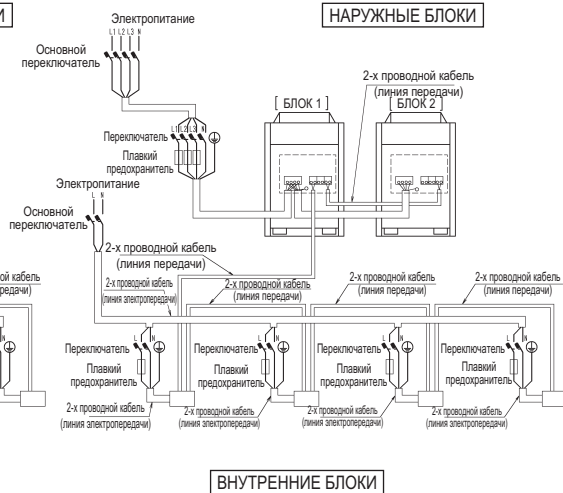 И
НАРУЖНЫЕ БЛОКИ
Электропитание
L1 L2 L3 N
Основной
переключатель
2-х проводной кабель
(линия передачи)
[ БЛОК 1 ]
[ БЛОК 2 ]
L1 L2 L3 N
Переключатель
Плавкий
предохранитель
Электропитание
L N
Основной
переключатель
2-х проводной кабель
(линия передачи)
ой кабель
редачи)
2-х проводной кабель
(линия электропередачи)
2-х проводной кабель
(линия передачи)
2-х проводной кабель
(линия передачи)
2-х проводной кабель
(линия передачи)
N
L N
Переключатель
Плавкий
предохранитель
2-х проводной кабель
(линия электропередачи)
L N
Переключатель
Плавкий
предохранитель
2-х проводной кабель
(линия электропередачи)
L N
Переключатель
Плавкий
предохранитель
2-х проводной кабель
(линия электропередачи)
L N
Переключатель
Плавкий
предохранитель
2-х проводной кабель
(линия электропередачи)
ВНУТРЕННИЕ БЛОКИ